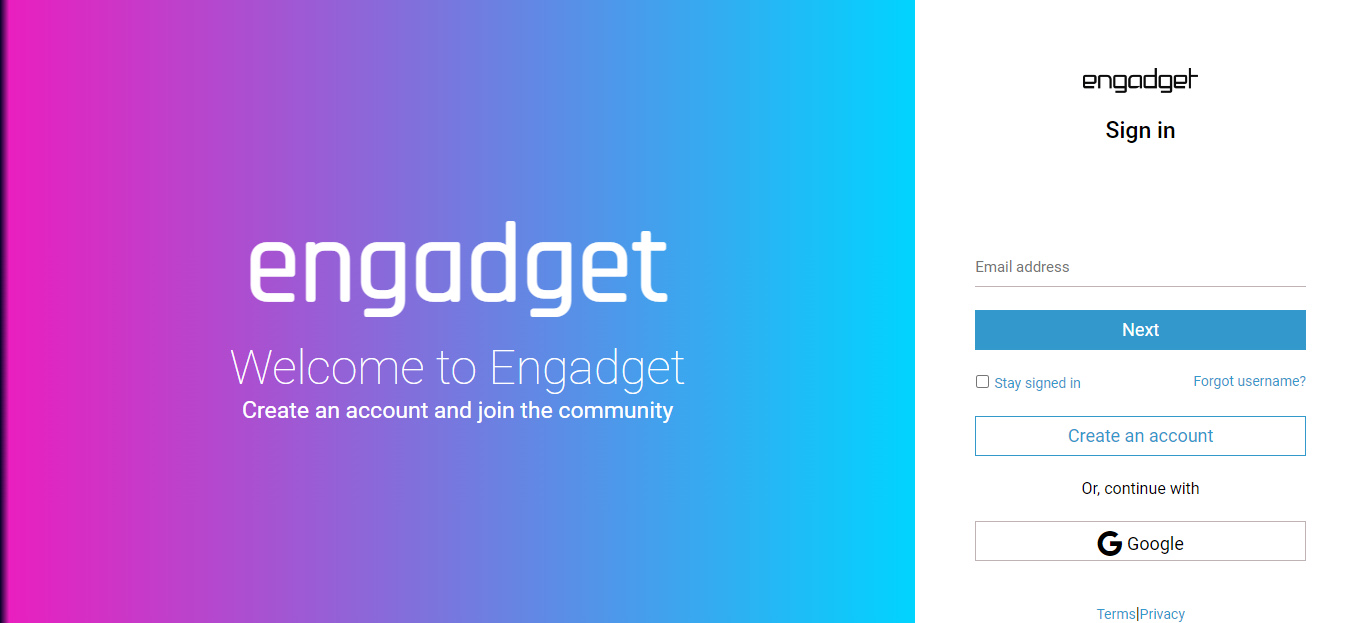 engadget
Welcome to Engadget
Create an account and join the community
engadget
Sign in
Email address
Next
Stay signed in
Forgot username?
Create an account
Or, continue with
G Google
Terms|Privacy